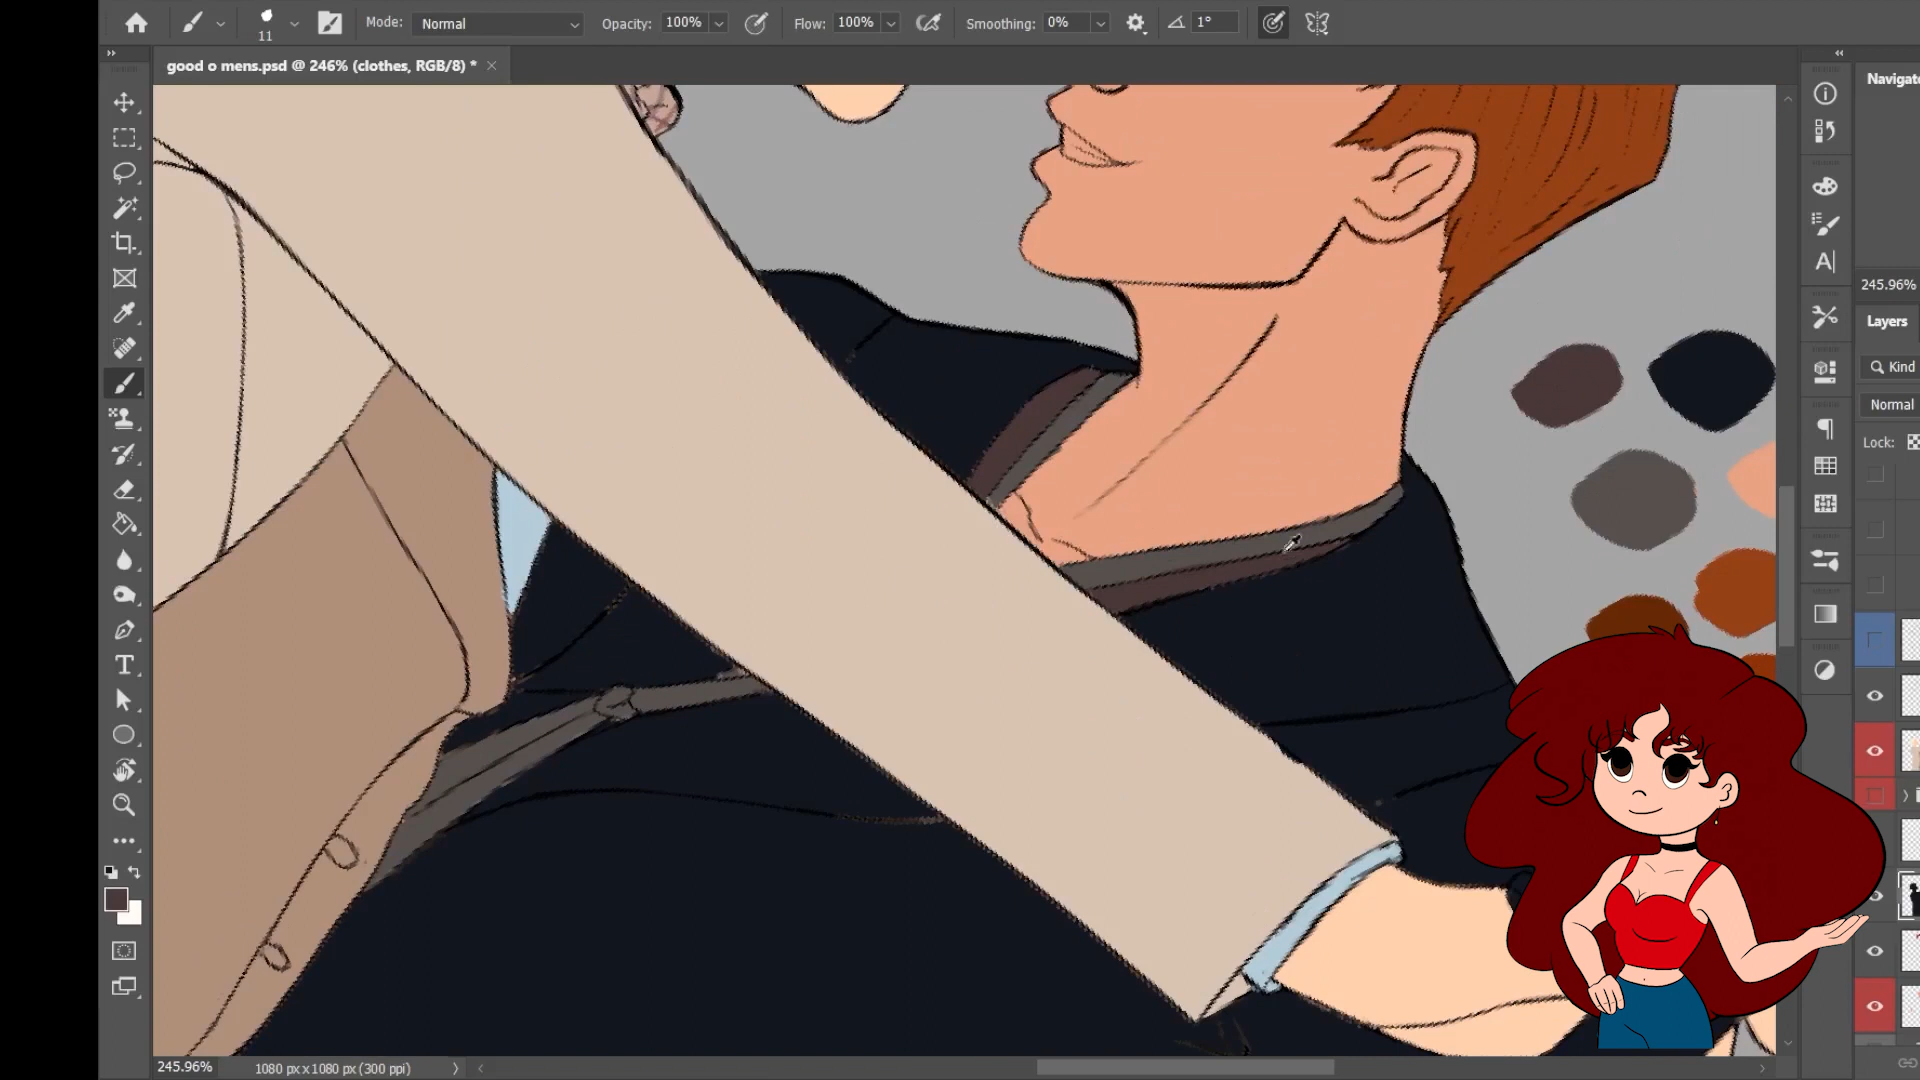 Mode: Normal Opacity: 100% Flow: 100% Smoothing: 0% 1°
11
good o mens.psd @ 246% (clothes, RGB/8) *
Navigato
245.96%
Layers
Kind
Normal
Lock:
245.96% 1080 px x 1080 px (300 ppi)